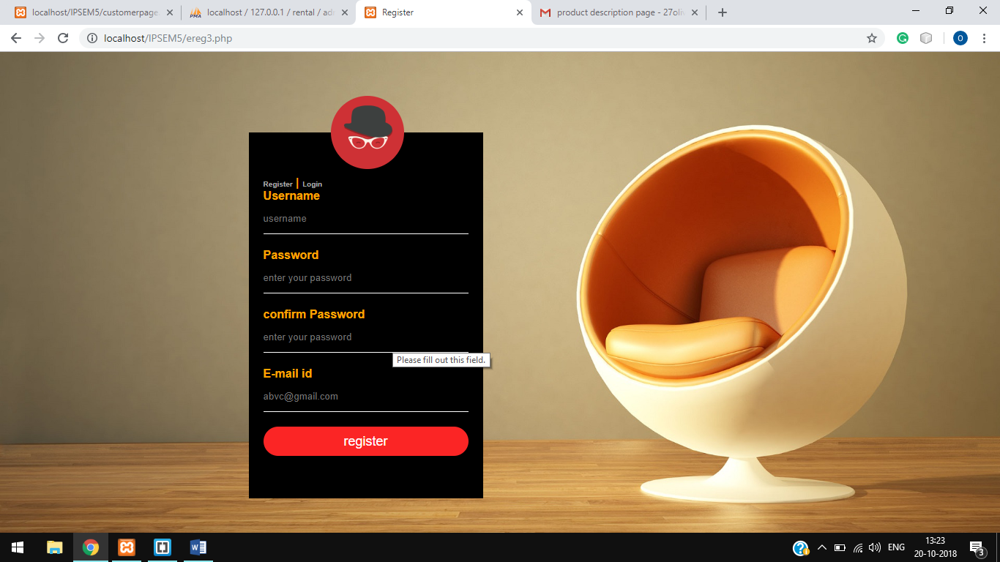 localhost/IPSEM5/customerpage.
localhost / 127.0.0.1 / rental / ad
Register
product description page - 27oli
localhost/IPSEM5/ereg3.php
O
Register | Login
Username
username
Password
enter your password
confirm Password
enter your password
Please fill out this field.
E-mail id
abvc@gmail.com
register
ENG
13:23
20-10-2018
3